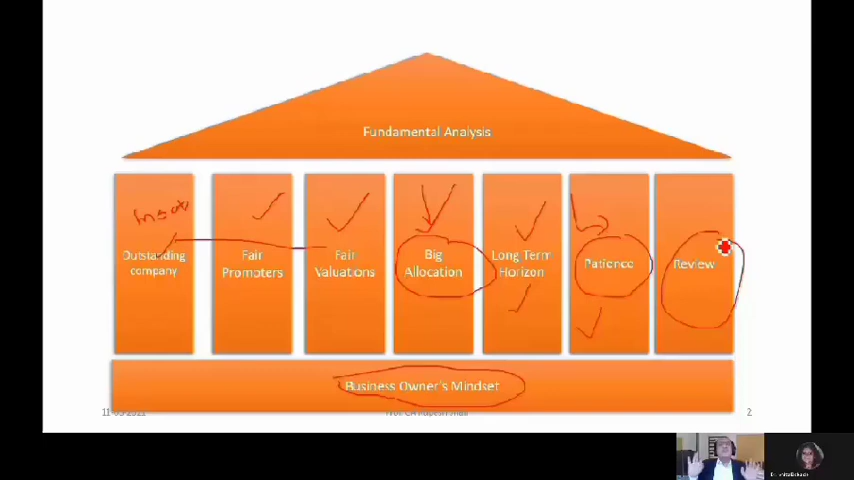 Fundamental Analysis
Outstanding
company
Fair
Promoters
Fair
Valuations
Big
Allocation
Long Term
Horizon
Patience
Review
Business Owner's Mindset
2